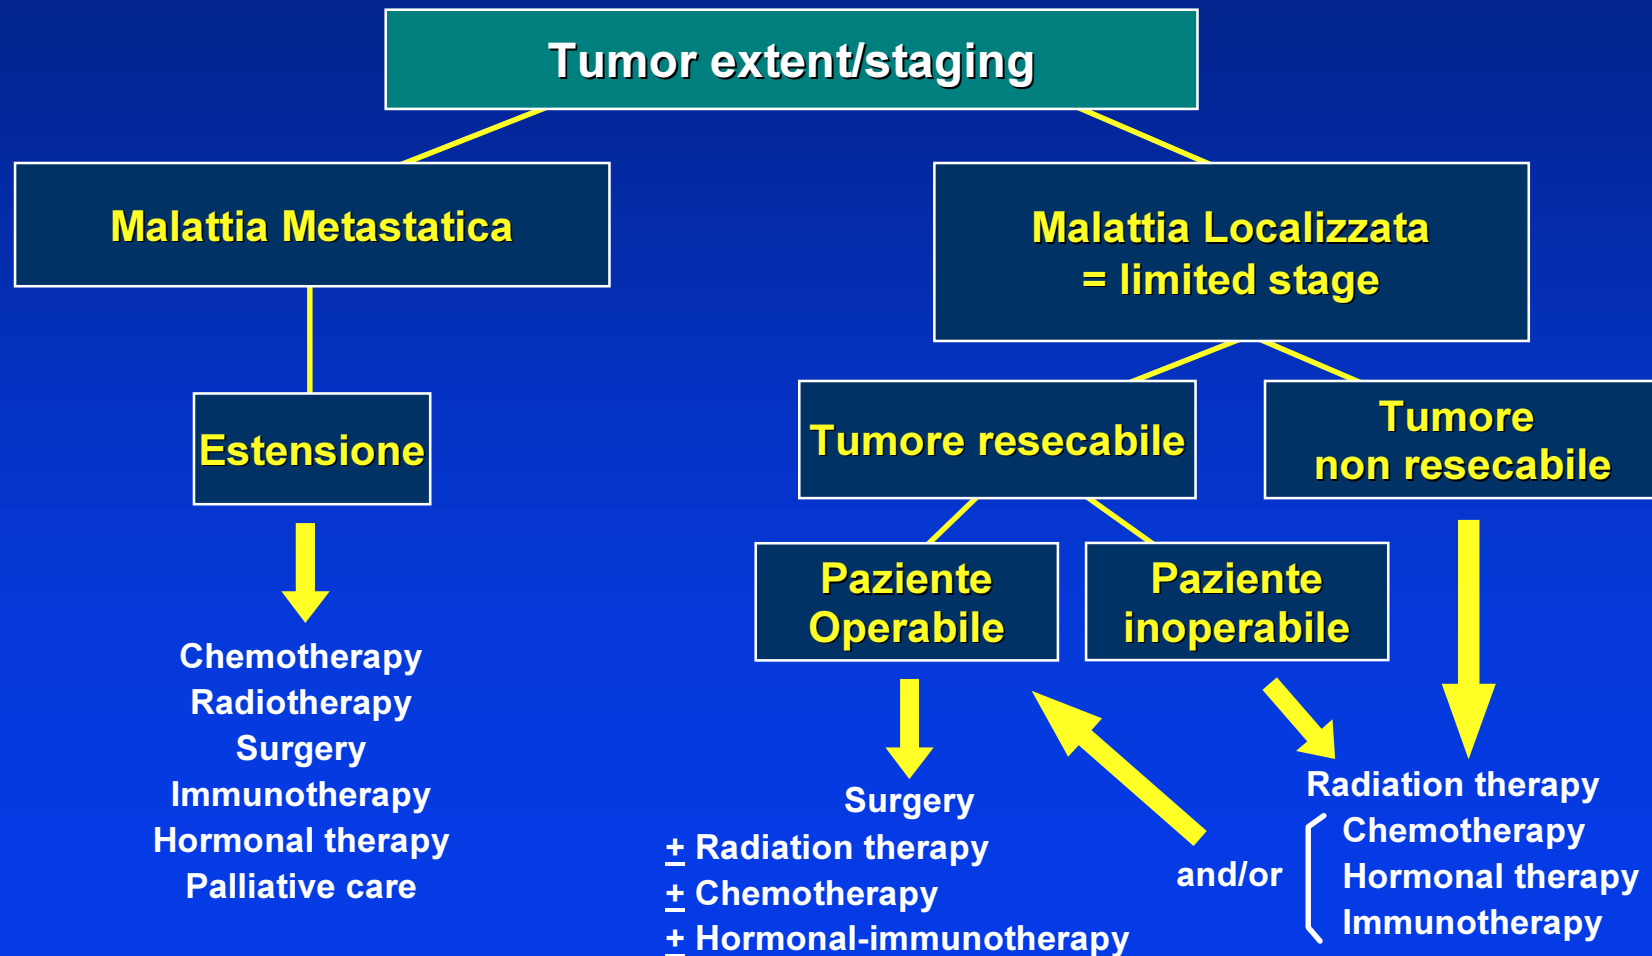 Tumor extent/staging
Malattia Metastatica
Malattia Localizzata
= limited stage
Estensione
Tumore resecabile
Tumore
non resecabile
Paziente
Operabile
Paziente
inoperabile
Chemotherapy
Radiotherapy
Surgery
Immunotherapy
Hormonal therapy
Palliative care
Surgery
± Radiation therapy
± Chemotherapy
± Hormonal-immunotherapy
and/or
Radiation therapy
Chemotherapy
Hormonal therapy
Immunotherapy